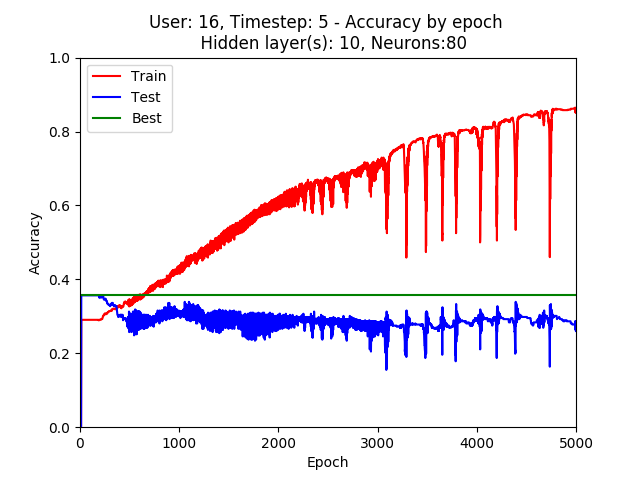 User: 16, Timestep: 5 - Accuracy by epoch
Hidden layer(s): 10, Neurons:80
Train
Test
Best
1.0
0.8
0.6
0.4
0.2
0.0
Accuracy
0 1000 2000 3000 4000 5000
Epoch